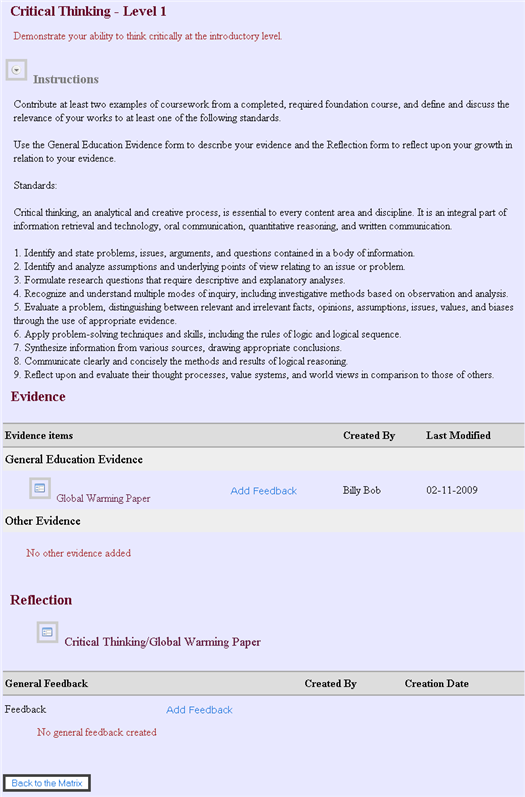 Critical Thinking - Level 1
Demonstrate your ability to think critically at the introductory level.
Instructions
Contribute at least two examples of coursework from a completed, required foundation course, and define and discuss the
relevance of your works to at least one of the following standards.
Use the General Education Evidence form to describe your evidence and the Reflection form to reflect upon your growth in
relation to your evidence.
Standards:
Critical thinking, an analytical and creative process, is essential to every content area and discipline. It is an integral part of
information retrieval and technology, oral communication, quantitative reasoning, and written communication.
1. Identify and state problems, issues, arguments, and questions contained in a body of information.
2. Identify and analyze assumptions and underlying points of view relating to an issue or problem.
3. Formulate research questions that require descriptive and explanatory analyses.
4. Recognize and understand multiple modes of inquiry, including investigative methods based on observation and analysis.
5. Evaluate a problem, distinguishing between relevant and irrelevant facts, opinions, assumptions, issues, values, and biases
through the use of appropriate evidence.
6. Apply problem-solving techniques and skills, including the rules of logic and logical sequence.
7. Synthesize information from various sources, drawing appropriate conclusions.
8. Communicate clearly and concisely the methods and results of logical reasoning.
9. Reflect upon and evaluate their thought processes, value systems, and world views in comparison to those of others.
Evidence
Evidence items Created By Last Modified
General Education Evidence
Global Warming Paper Add Feedback Billy Bob 02-11-2009
Other Evidence
No other evidence added
Reflection
Critical Thinking/Global Warming Paper
General Feedback Created By Creation Date
Feedback Add Feedback
No general feedback created
Back to the Matrix